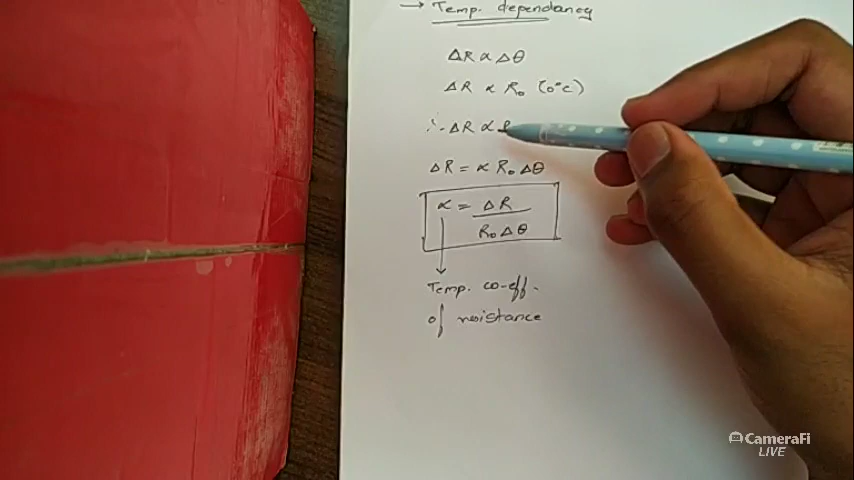 → Temp. dependancy
ΔR ∝ Δθ
ΔR ∝ R₀ (0°c)
∴ ΔR ∝ R
ΔR = ∝ R₀ Δθ
∝ = ΔR
R₀ Δθ
Temp. co-eff.
of resistance
CameraFi
LIVE